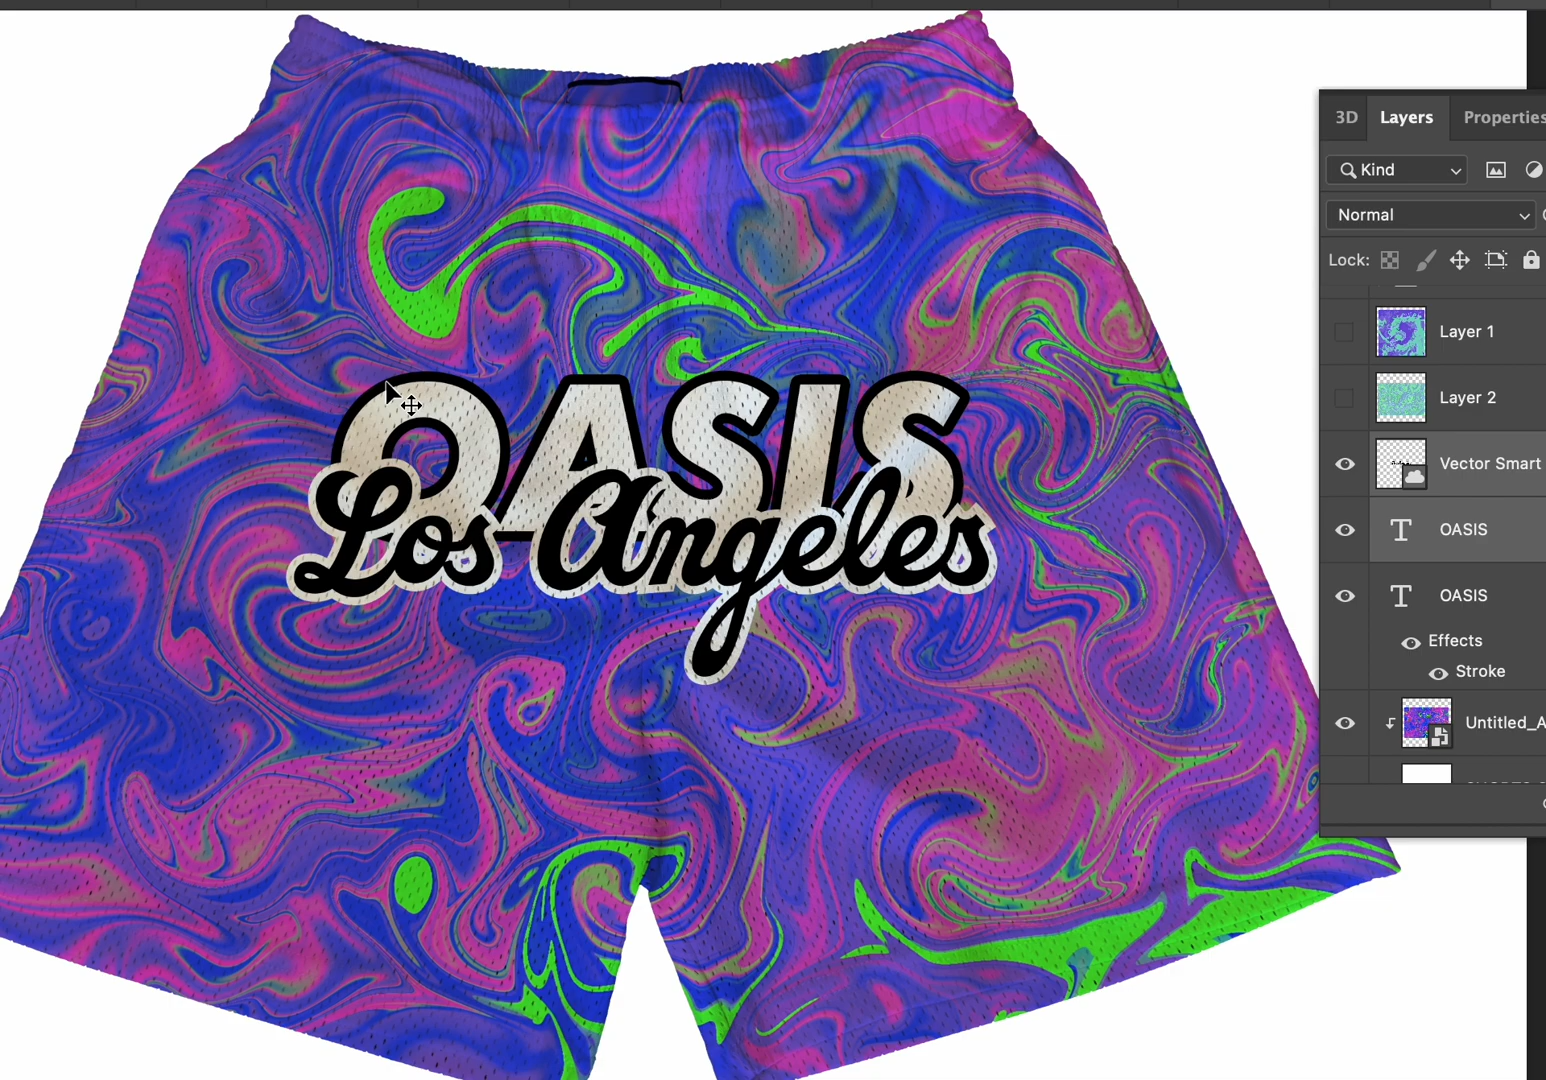 3D Layers Properties
Kind
Normal
Lock:
Layer 1
Layer 2
Vector Smart
OASIS
OASIS
Effects
Stroke
Untitled_A
OASIS
Los Angeles